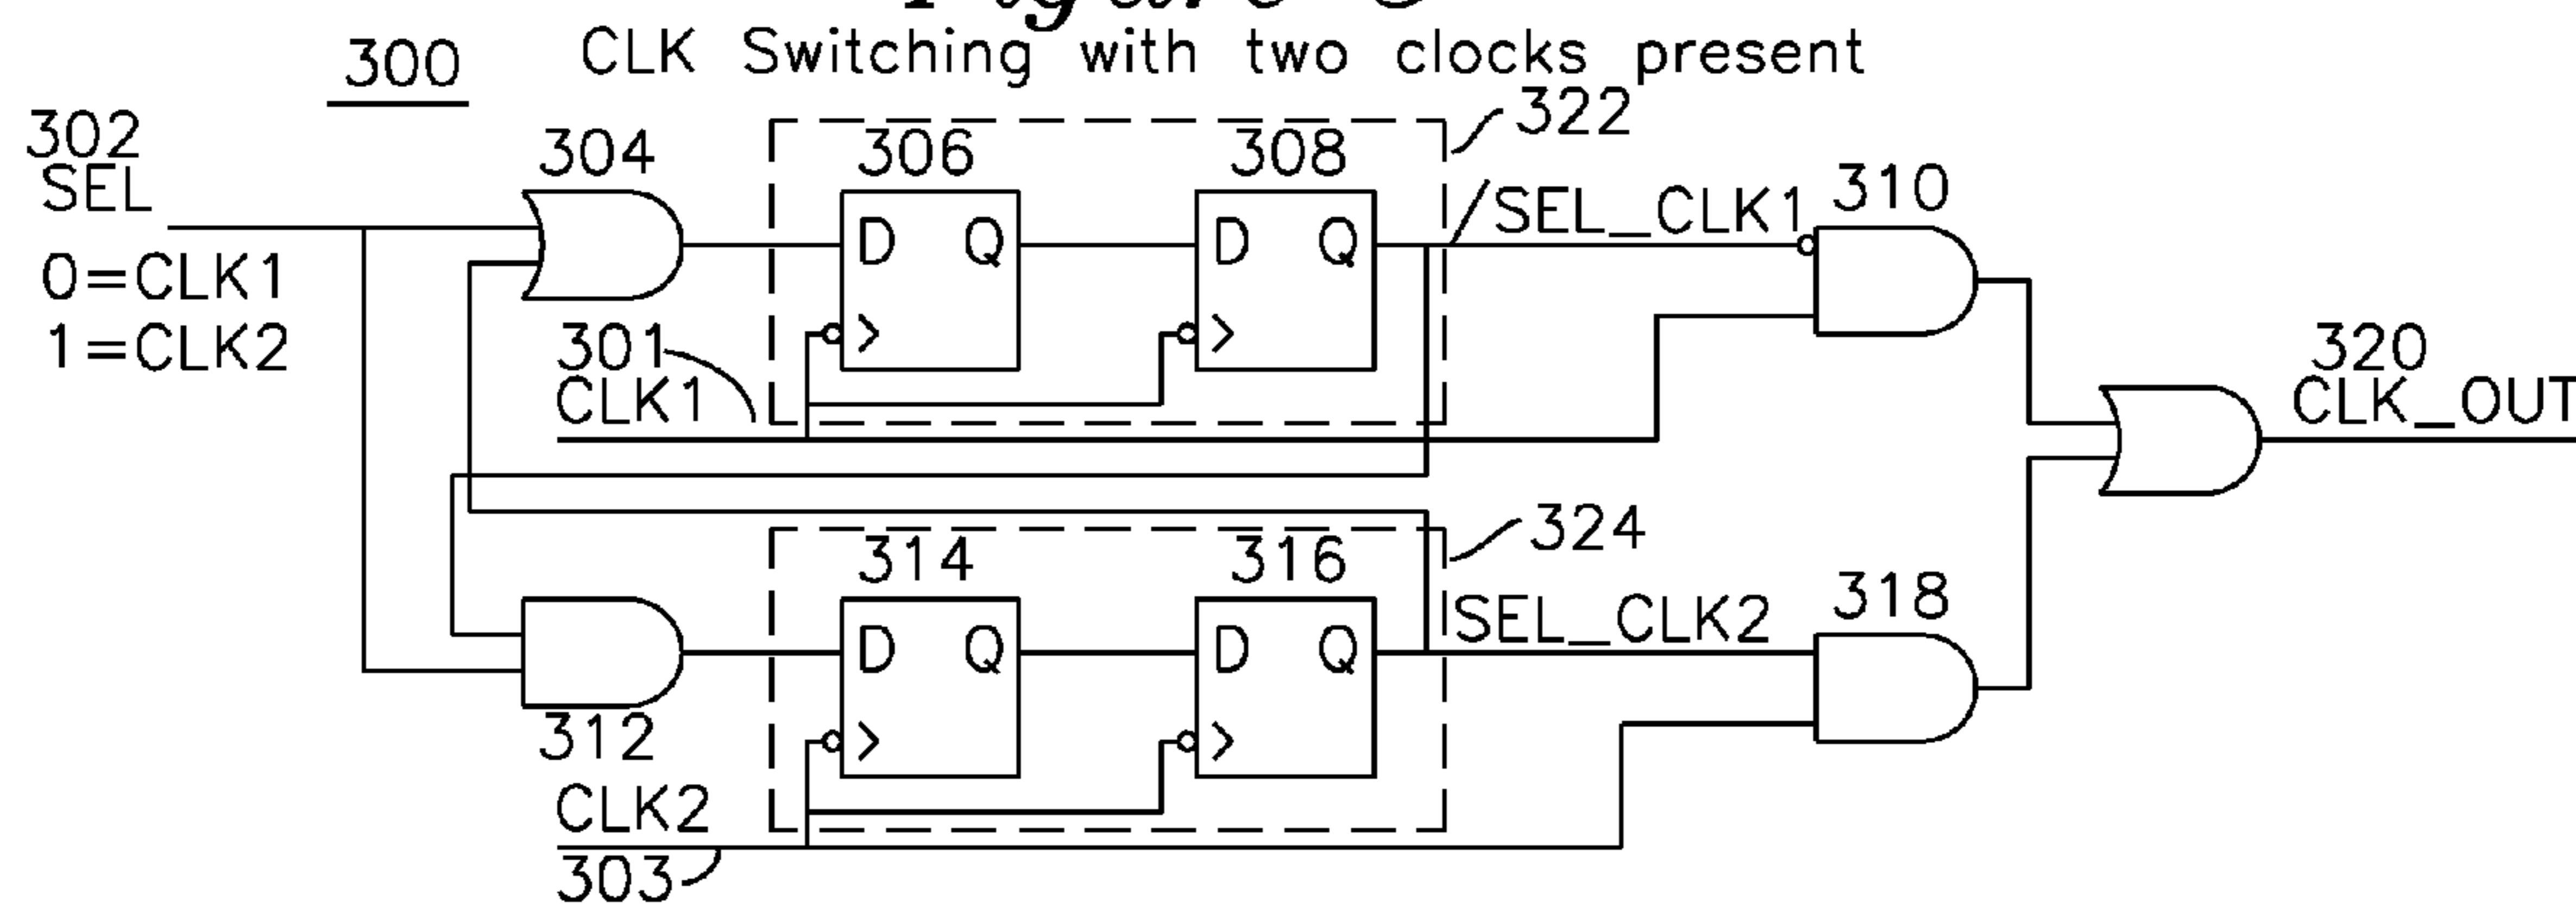 CLK Switching with two clocks present
300
322
302
SEL
304
306
308
SEL_CLK1
310
D Q
D Q
0=CLK1
1=CLK2
301
CLK1
320
CLK_OUT
324
314
316
SEL_CLK2
318
D Q
D Q
312
CLK2
303